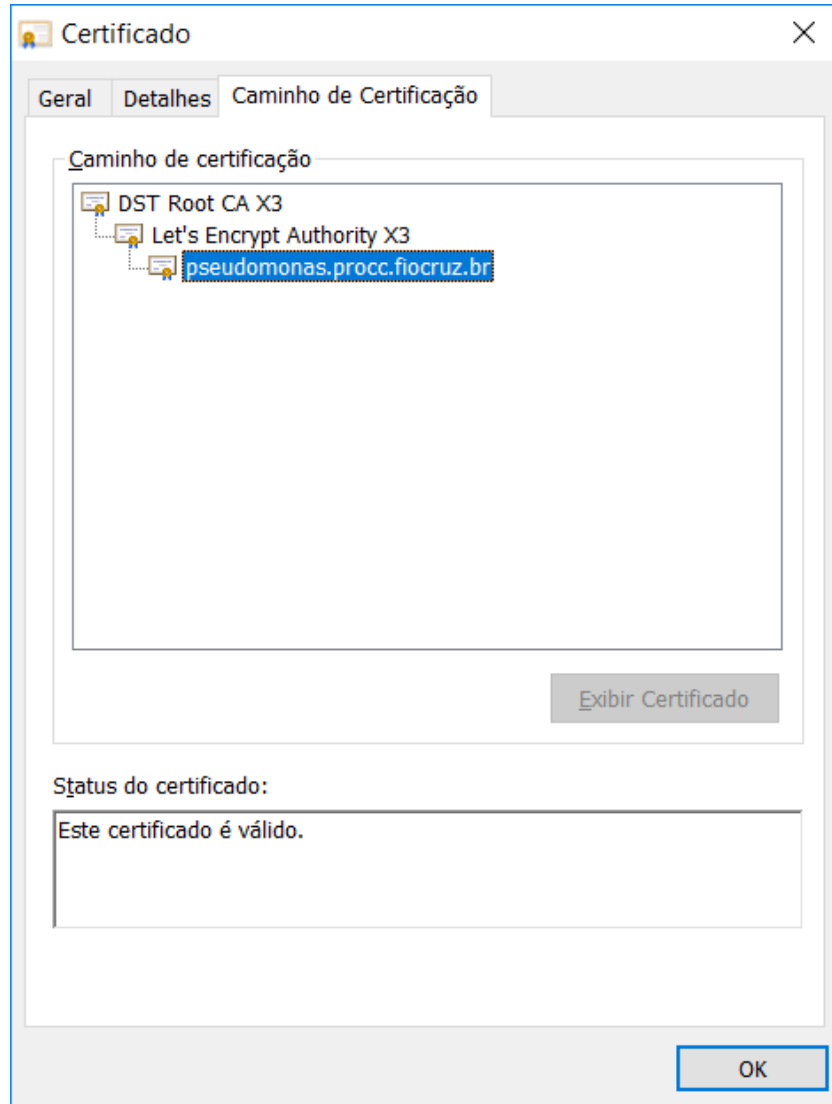 Certificado
Geral Detalhes Caminho de Certificação
Caminho de certificação
DST Root CA X3
Let's Encrypt Authority X3
pseudomonas.procc.fiocruz.br
Exibir Certificado
Status do certificado:
Este certificado é válido.
OK